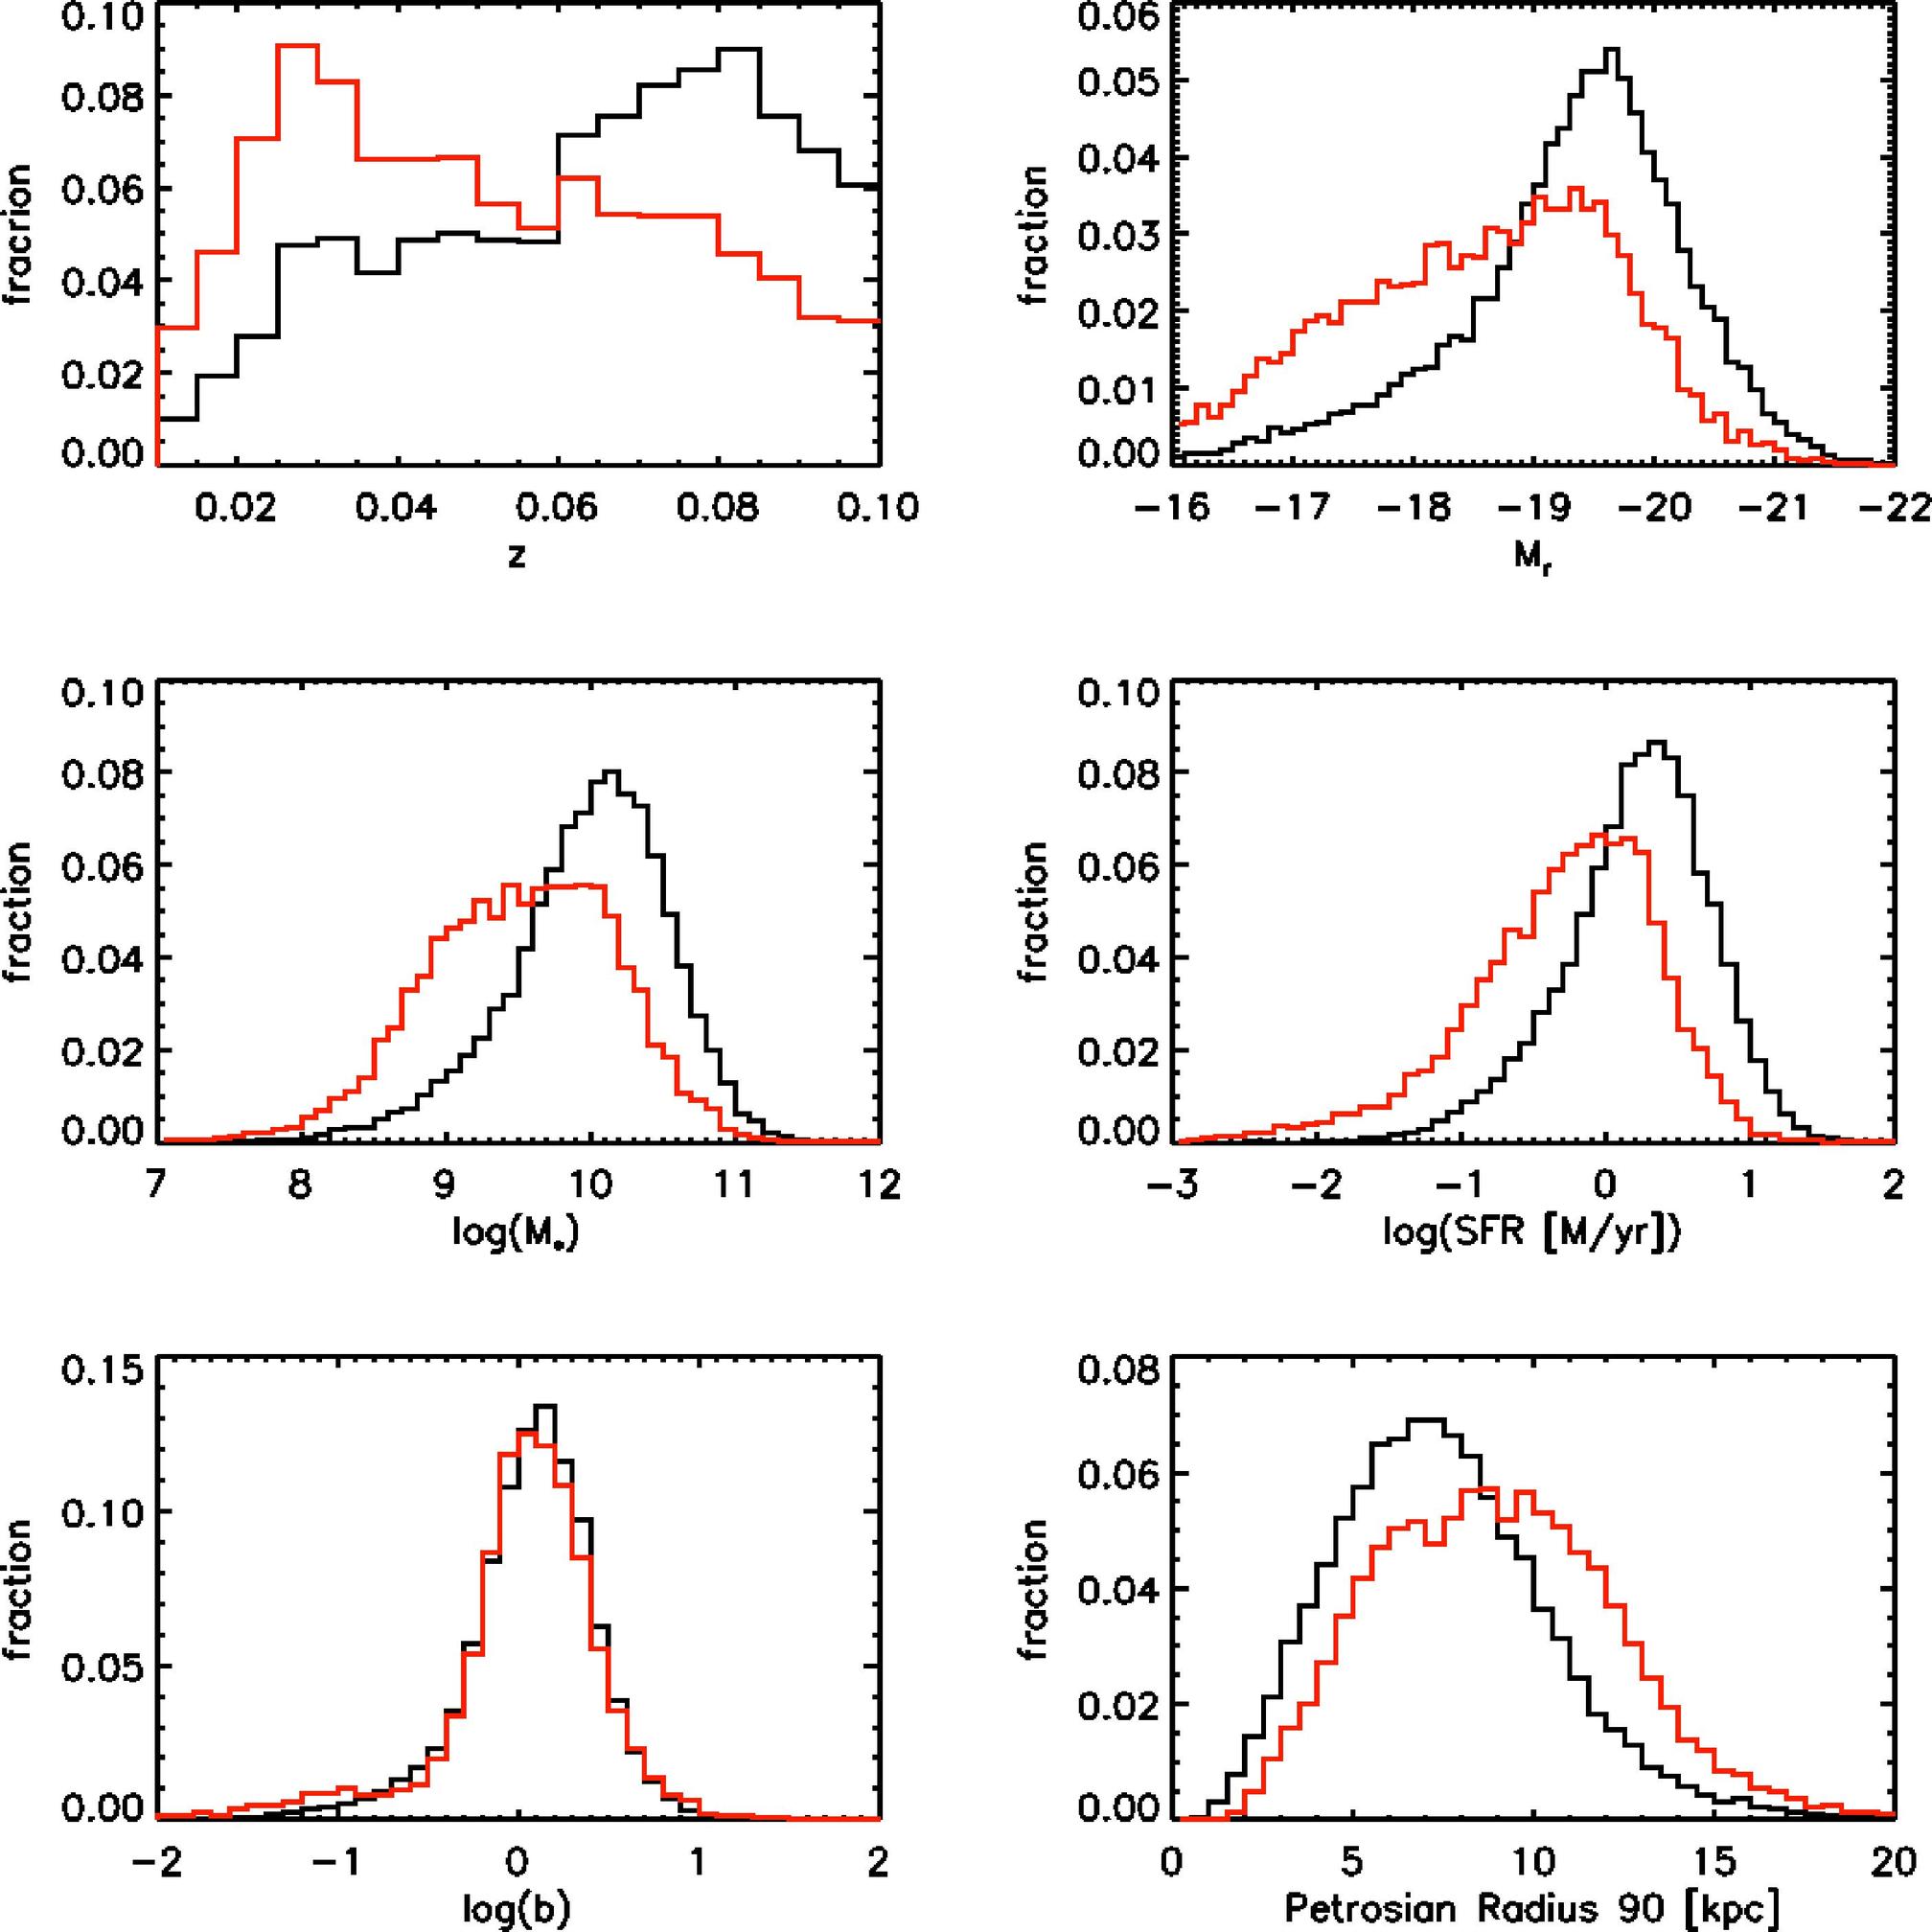 0.10
0.08
0.06
0.04
0.02
0.00
fracrion
0.02 0.04 0.06 0.08 0.10
z
0.06
0.05
0.04
0.03
0.02
0.01
0.00
fraction
-16 -17 -18 -19 -20 -21 -22
Mr
0.10
0.08
0.06
0.04
0.02
0.00
fraction
7 8 9 10 11 12
log(M*)
0.10
0.08
0.06
0.04
0.02
0.00
fraction
-3 -2 -1 0 1 2
log(SFR [M/yr])
0.15
0.10
0.05
0.00
fraction
-2 -1 0 1 2
log(b)
0.08
0.06
0.04
0.02
0.00
fraction
0 5 10 15 20
Petrosian Radius 90 [kpc]